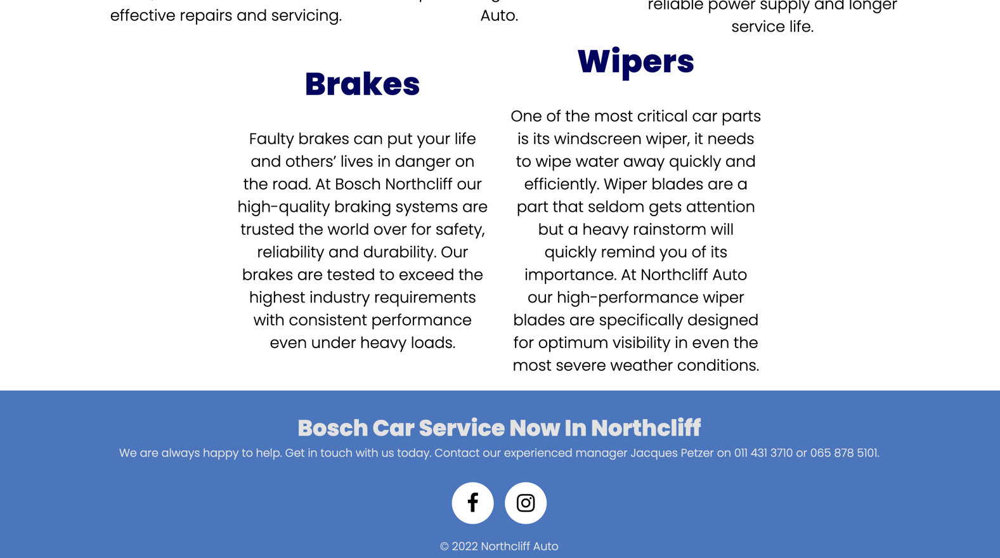 effective repairs and servicing.
Auto.
reliable power supply and longer
service life.
Brakes
Faulty brakes can put your life
and others’ lives in danger on
the road. At Bosch Northcliff our
high-quality braking systems are
trusted the world over for safety,
reliability and durability. Our
brakes are tested to exceed the
highest industry requirements
with consistent performance
even under heavy loads.
Wipers
One of the most critical car parts
is its windscreen wiper, it needs
to wipe water away quickly and
efficiently. Wiper blades are a
part that seldom gets attention
but a heavy rainstorm will
quickly remind you of its
importance. At Northcliff Auto
our high-performance wiper
blades are specifically designed
for optimum visibility in even the
most severe weather conditions.
Bosch Car Service Now In Northcliff
We are always happy to help. Get in touch with us today. Contact our experienced manager Jacques Petzer on 011 431 3710 or 065 878 5101.
© 2022 Northcliff Auto